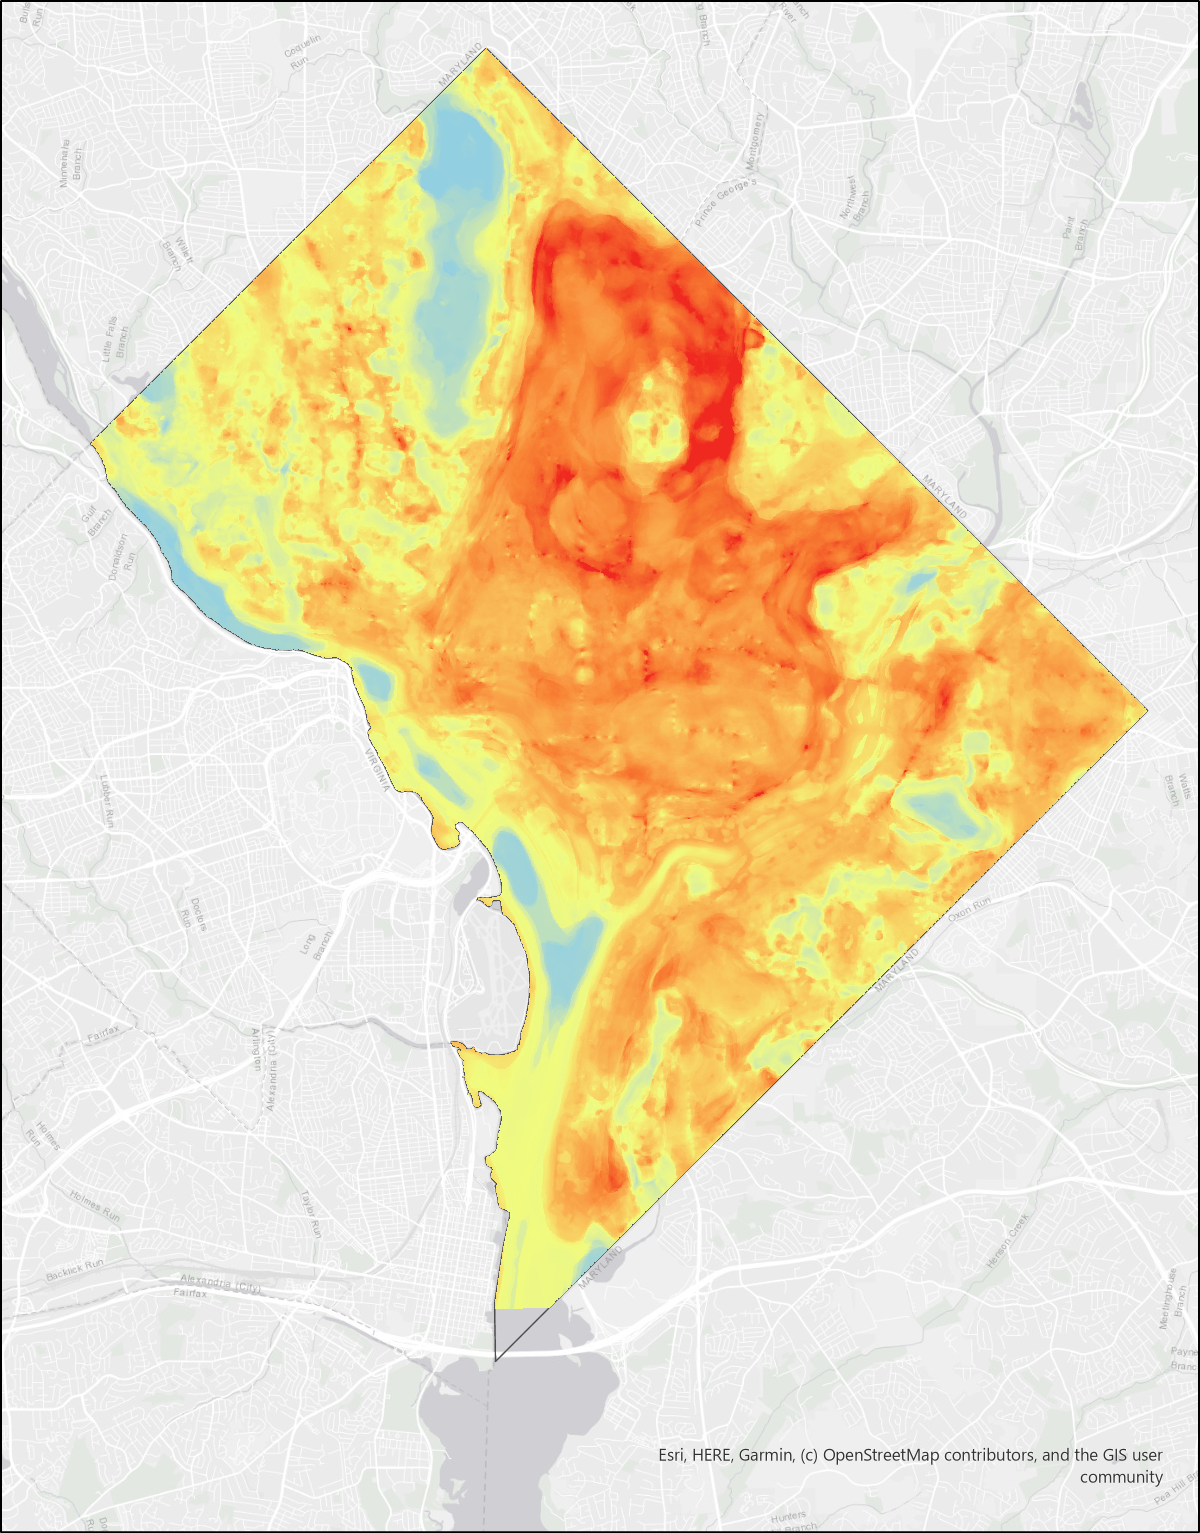 Coquelin
Run
MARYLAND
Branch
River
Minnehaha
Branch
Montgomery
Prince George's
Northwest
Branch
Paint
Branch
Willett
Branch
Little Falls
Branch
MARYLAND
Gulf
Branch
Donaldson
Run
VIRGINIA
Lubber Run
Watts
Branch
Doctors
Run
Long
Branch
Oxon Run
MARYLAND
Fairfax
Arlington
Alexandria (City)
Holmes
Run
Holmes Run
Taylor Run
Henson Creek
Backlick Run
Alexandria (City)
Fairfax
MARYLAND
Meetinghouse
Branch
Payne
Branc
Esri, HERE, Garmin, (c) OpenStreetMap contributors, and the GIS user
community
Hunters
Branch